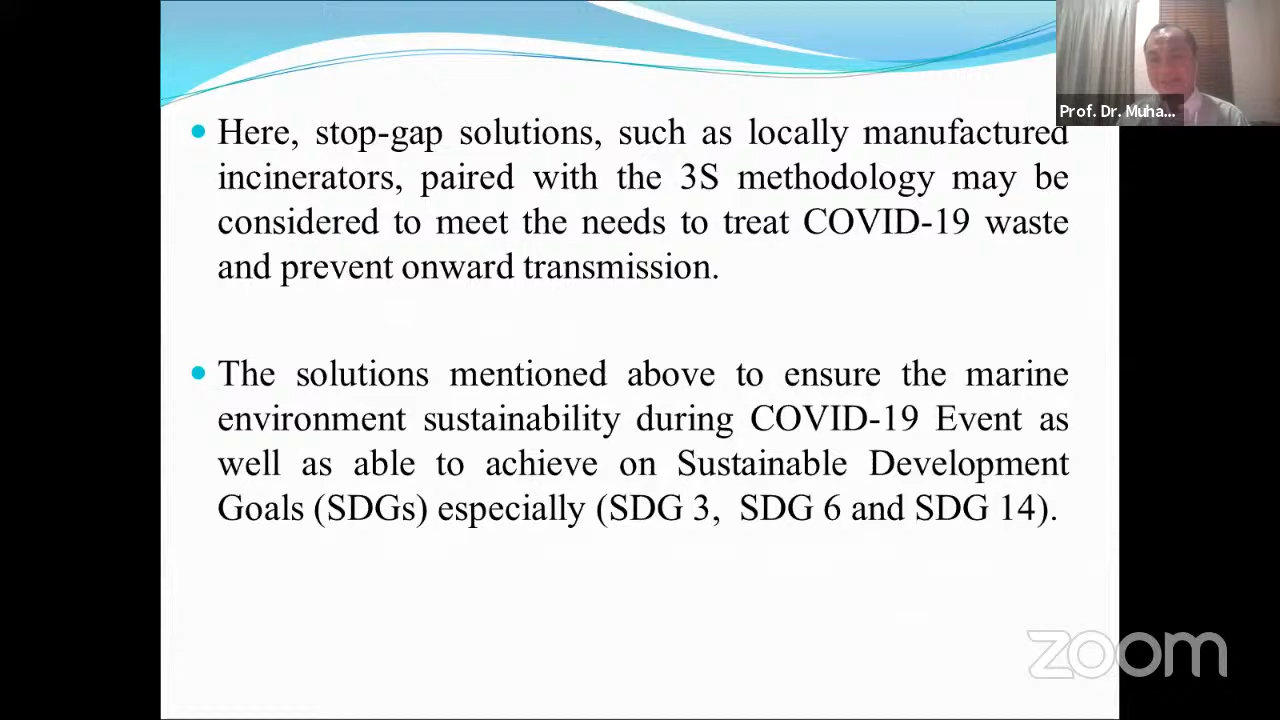 Prof. Dr. Muha...
Here, stop-gap solutions, such as locally manufactured
incinerators, paired with the 3S methodology may be
considered to meet the needs to treat COVID-19 waste
and prevent onward transmission.
The solutions mentioned above to ensure the marine
environment sustainability during COVID-19 Event as
well as able to achieve on Sustainable Development
Goals (SDGs) especially (SDG 3,  SDG 6 and SDG 14).
zoom